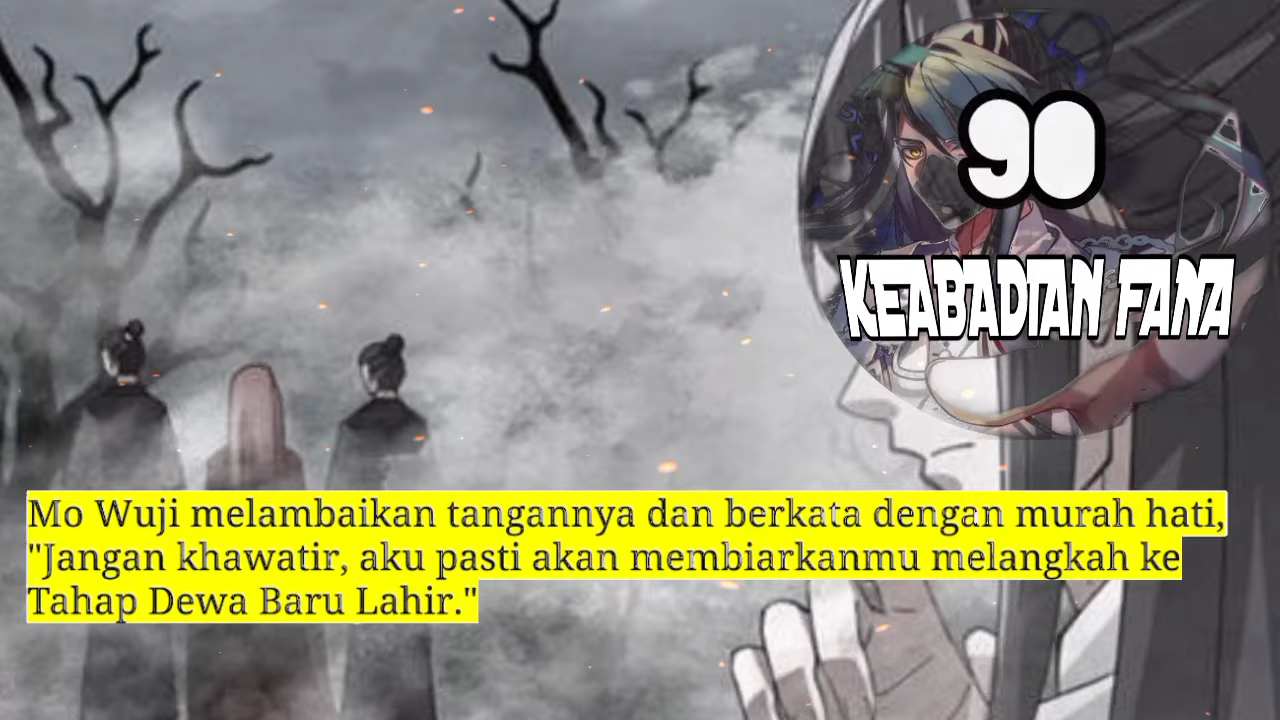 90
KEABADIAN FANA
Mo Wuji melambaikan tangannya dan berkata dengan murah hati,
"Jangan khawatir, aku pasti akan membiarkanmu melangkah ke
Tahap Dewa Baru Lahir."